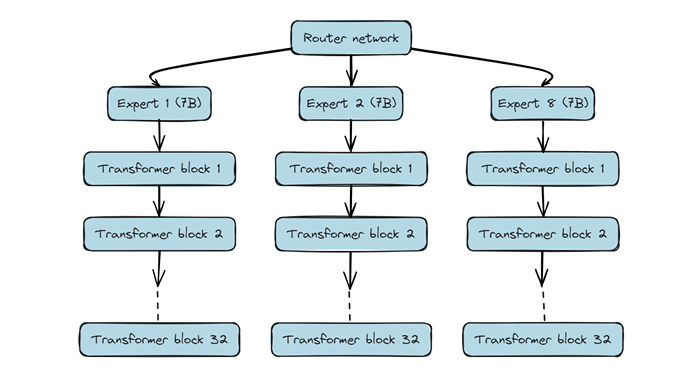 Router network
Expert 1 (7B)
Expert 2 (7B)
Expert 8 (7B)
Transformer block 1
Transformer block 1
Transformer block 1
Transformer block 2
Transformer block 2
Transformer block 2
Transformer block 32
Transformer block 32
Transformer block 32